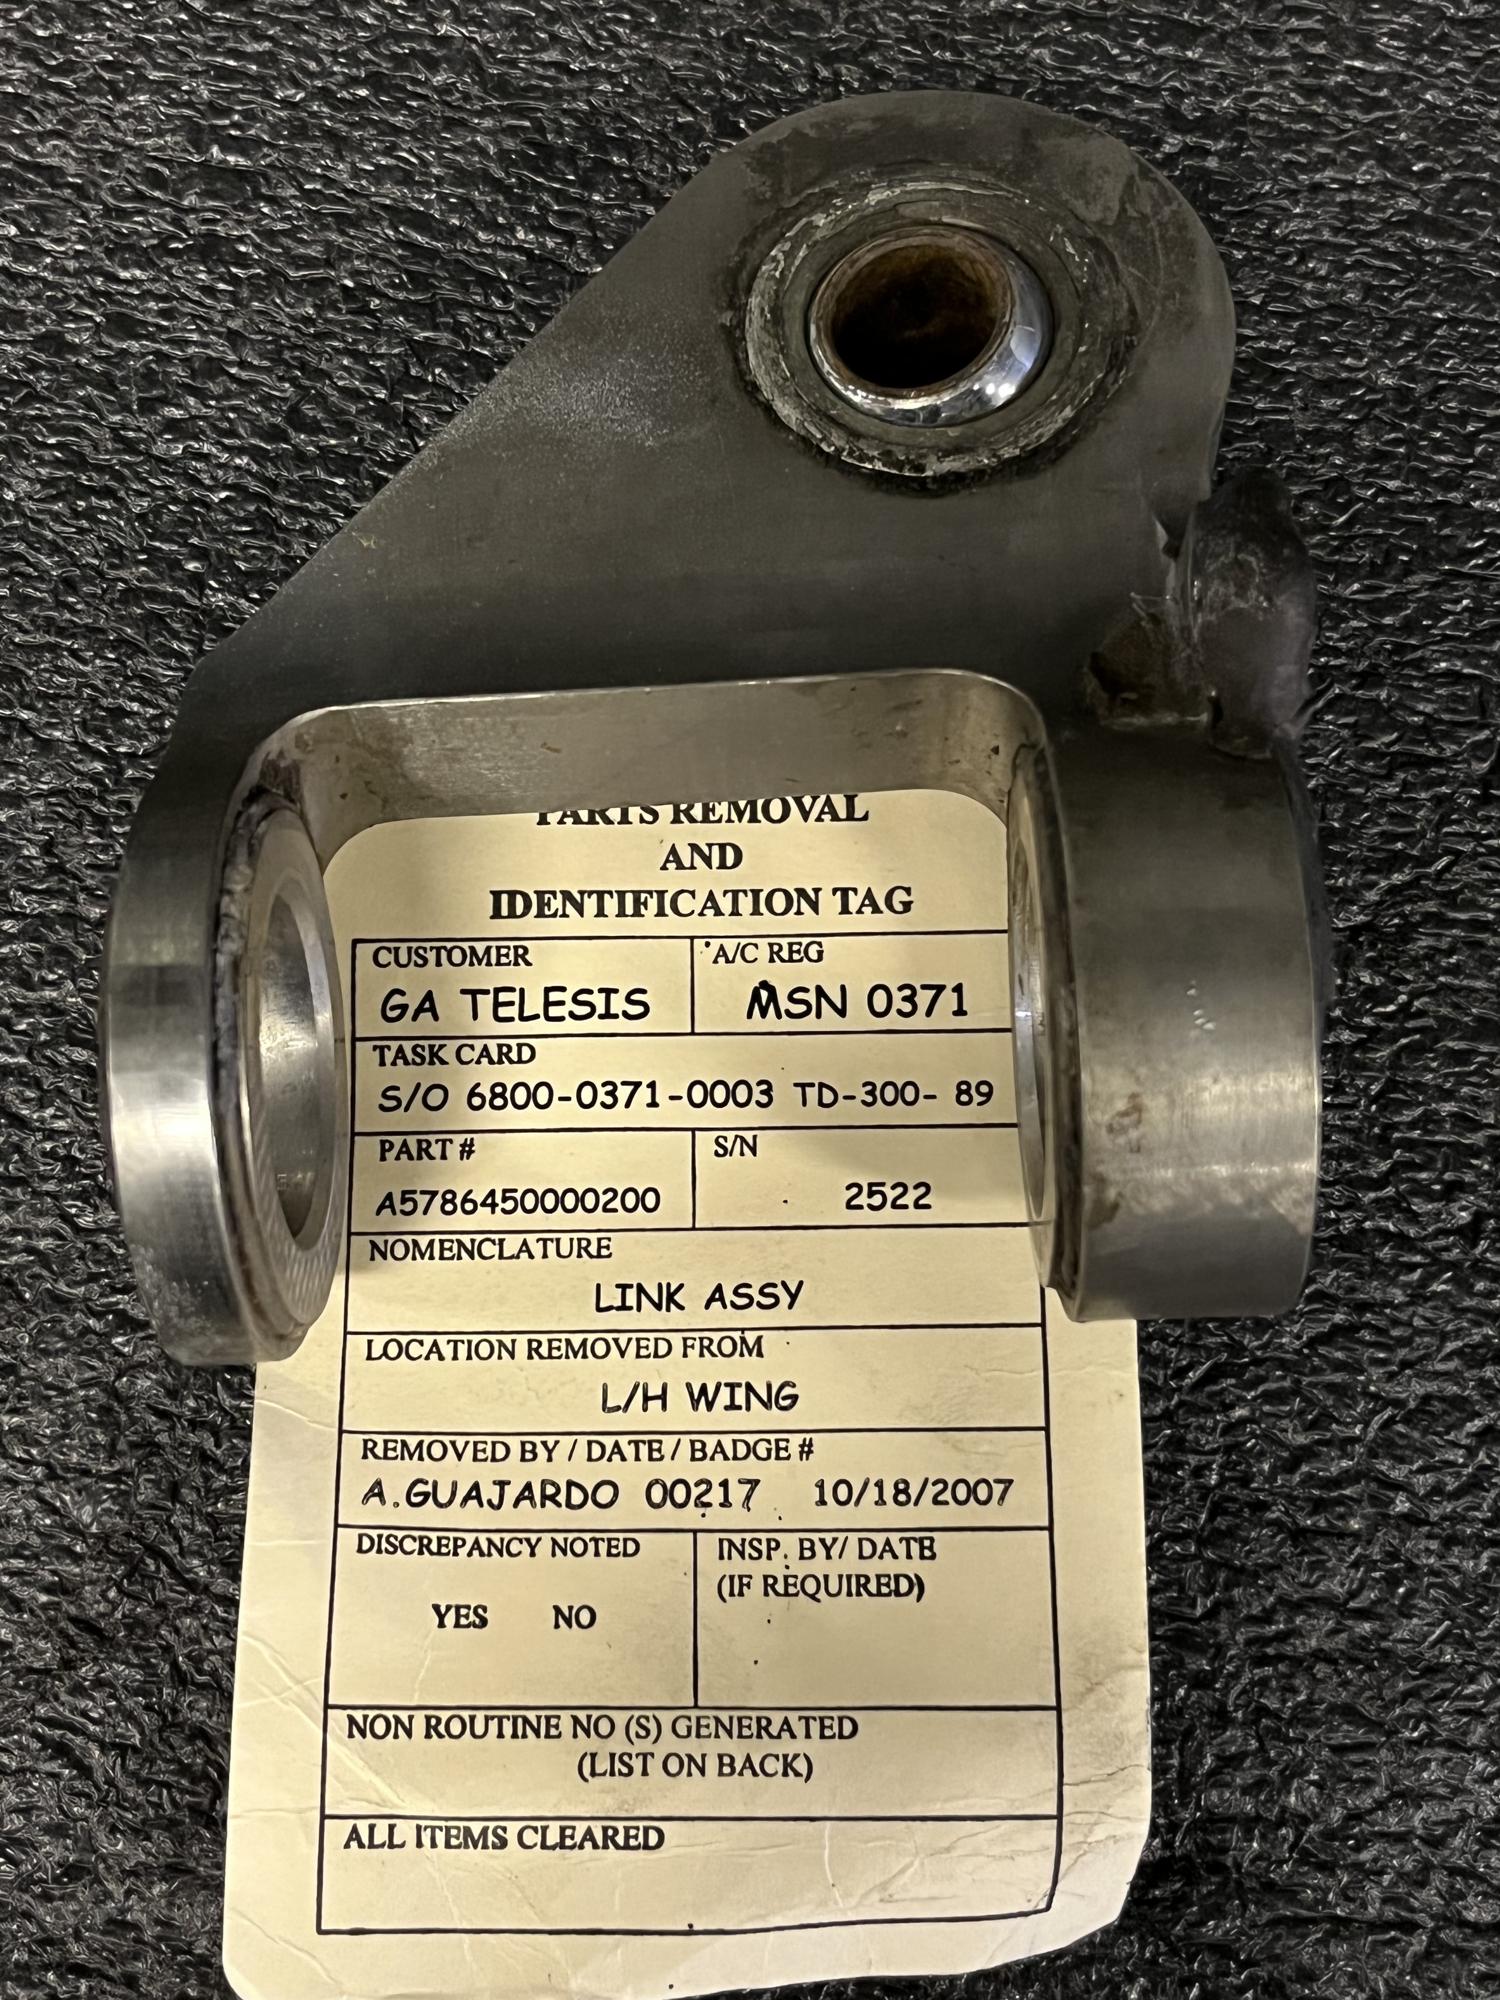 PARTS REMOVAL
AND
IDENTIFICATION TAG
CUSTOMER
A/C REG
GA TELESIS
MSN 0371
TASK CARD
S/O 6800-0371-0003 TD-300- 89
PART #
S/N
A5786450000200
2522
NOMENCLATURE
LINK ASSY
LOCATION REMOVED FROM
L/H WING
REMOVED BY / DATE / BADGE #
A.GUAJARDO 00217 10/18/2007
DISCREPANCY NOTED
YES NO
INSP. BY/ DATE
(IF REQUIRED)
NON ROUTINE NO (S) GENERATED
(LIST ON BACK)
ALL ITEMS CLEARED